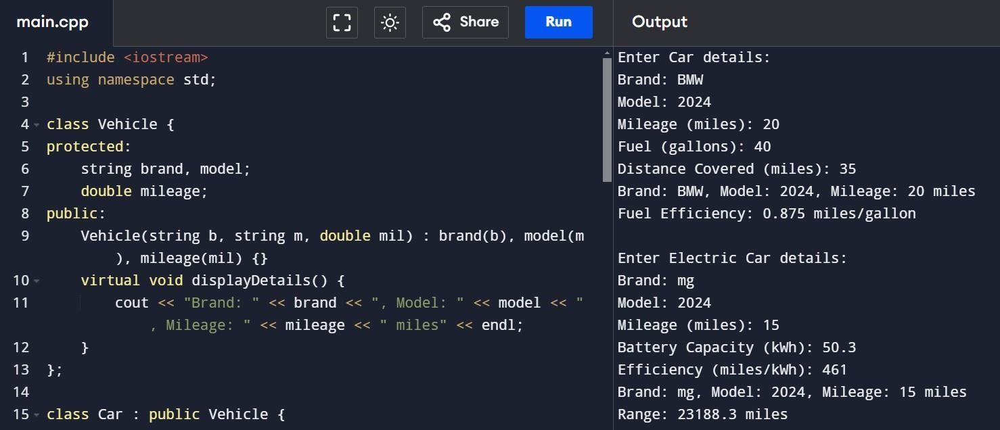 main.cpp
Share
Run
Output
1 #include <iostream>
2 using namespace std;
3
4 class Vehicle {
5 protected:
6     string brand, model;
7     double mileage;
8 public:
9     Vehicle(string b, string m, double mil) : brand(b), model(m
        ), mileage(mil) {}
10     virtual void displayDetails() {
11         cout << "Brand: " << brand << ", Model: " << model << "
            , Mileage: " << mileage << " miles" << endl;
12     }
13 };
14
15 class Car : public Vehicle {
Enter Car details:
Brand: BMW
Model: 2024
Mileage (miles): 20
Fuel (gallons): 40
Distance Covered (miles): 35
Brand: BMW, Model: 2024, Mileage: 20 miles
Fuel Efficiency: 0.875 miles/gallon

Enter Electric Car details:
Brand: mg
Model: 2024
Mileage (miles): 15
Battery Capacity (kWh): 50.3
Efficiency (miles/kWh): 461
Brand: mg, Model: 2024, Mileage: 15 miles
Range: 23188.3 miles